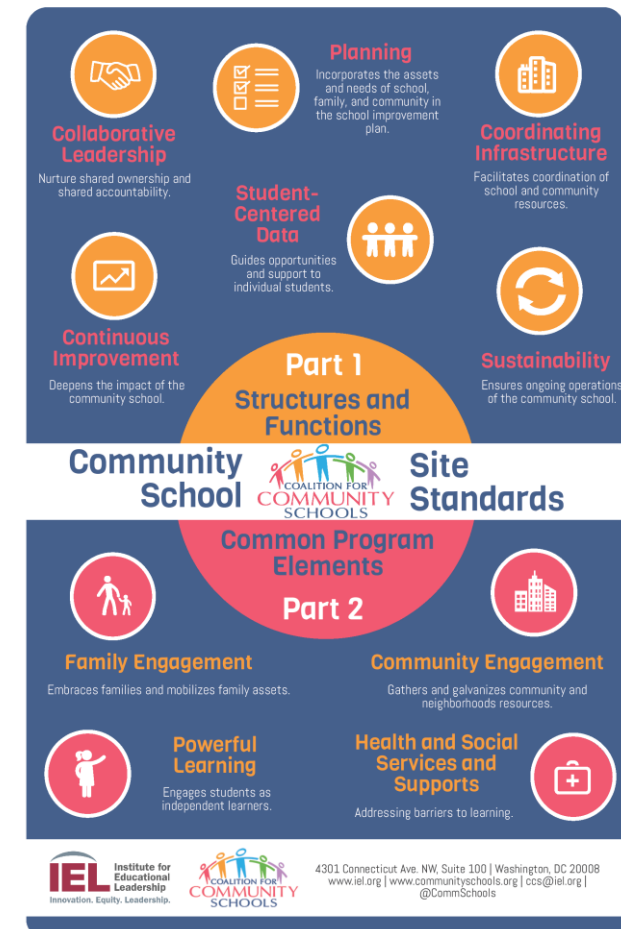 Collaborative
Leadership
Nurture shared ownership and
shared accountability.
Planning
Incorporates the assets
and needs of school,
family, and community in
the school improvement
plan.
Coordinating
Infrastructure
Facilitates coordination of
school and community
resources.
Student-
Centered
Data
Guides opportunities
and support to
individual students.
Continuous
Improvement
Deepens the impact of the
community school.
Sustainability
Ensures ongoing operations
of the community school.
Part 1
Structures and
Functions
Community
School
COALITION FOR
COMMUNITY
SCHOOLS
Site
Standards
Common Program
Elements
Part 2
Family Engagement
Embraces families and mobilizes family assets.
Community Engagement
Gathers and galvanizes community and
neighborhoods resources.
Powerful
Learning
Engages students as
independent learners.
Health and Social
Services and
Supports
Addressing barriers to learning.
IEL
Institute for
Educational
Leadership
Innovation. Equity. Leadership.
COALITION FOR
COMMUNITY
SCHOOLS
4301 Connecticut Ave. NW, Suite 100 | Washington, DC 20008
www.iel.org | www.communityschools.org | ccs@iel.org |
@CommSchools